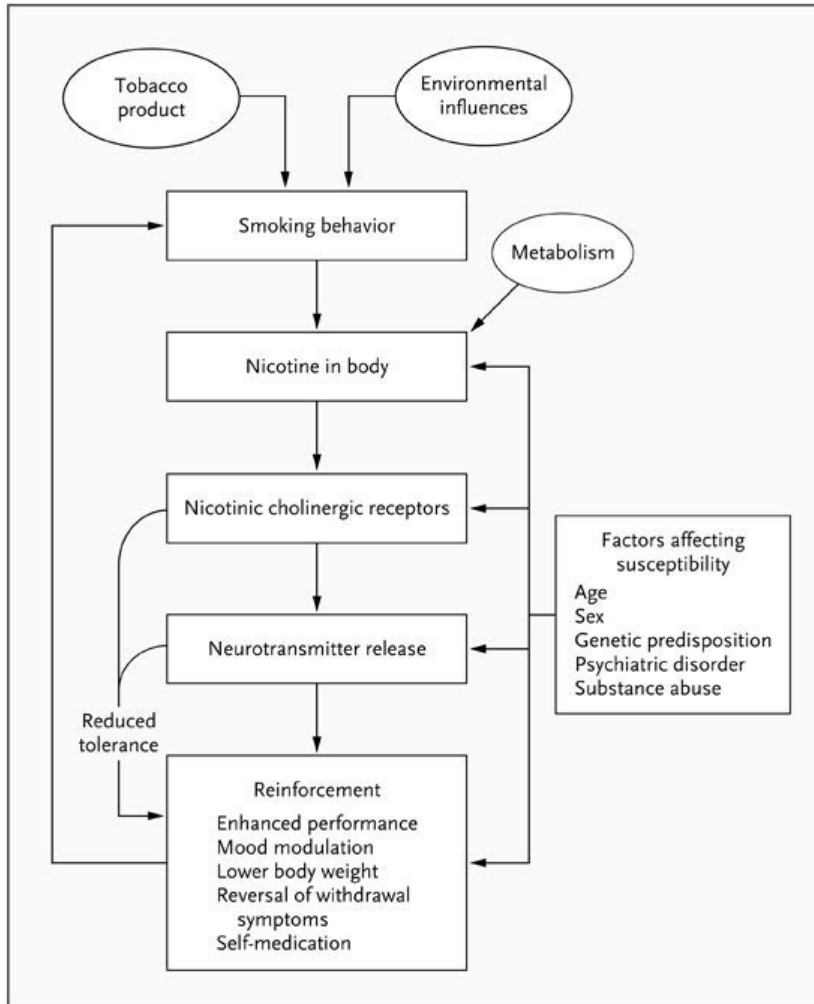 Tobacco
product
Environmental
influences
Smoking behavior
Metabolism
Nicotine in body
Nicotinic cholinergic receptors
Factors affecting
susceptibility
Age
Sex
Genetic predisposition
Psychiatric disorder
Substance abuse
Neurotransmitter release
Reduced
tolerance
Reinforcement
Enhanced performance
Mood modulation
Lower body weight
Reversal of withdrawal
symptoms
Self-medication